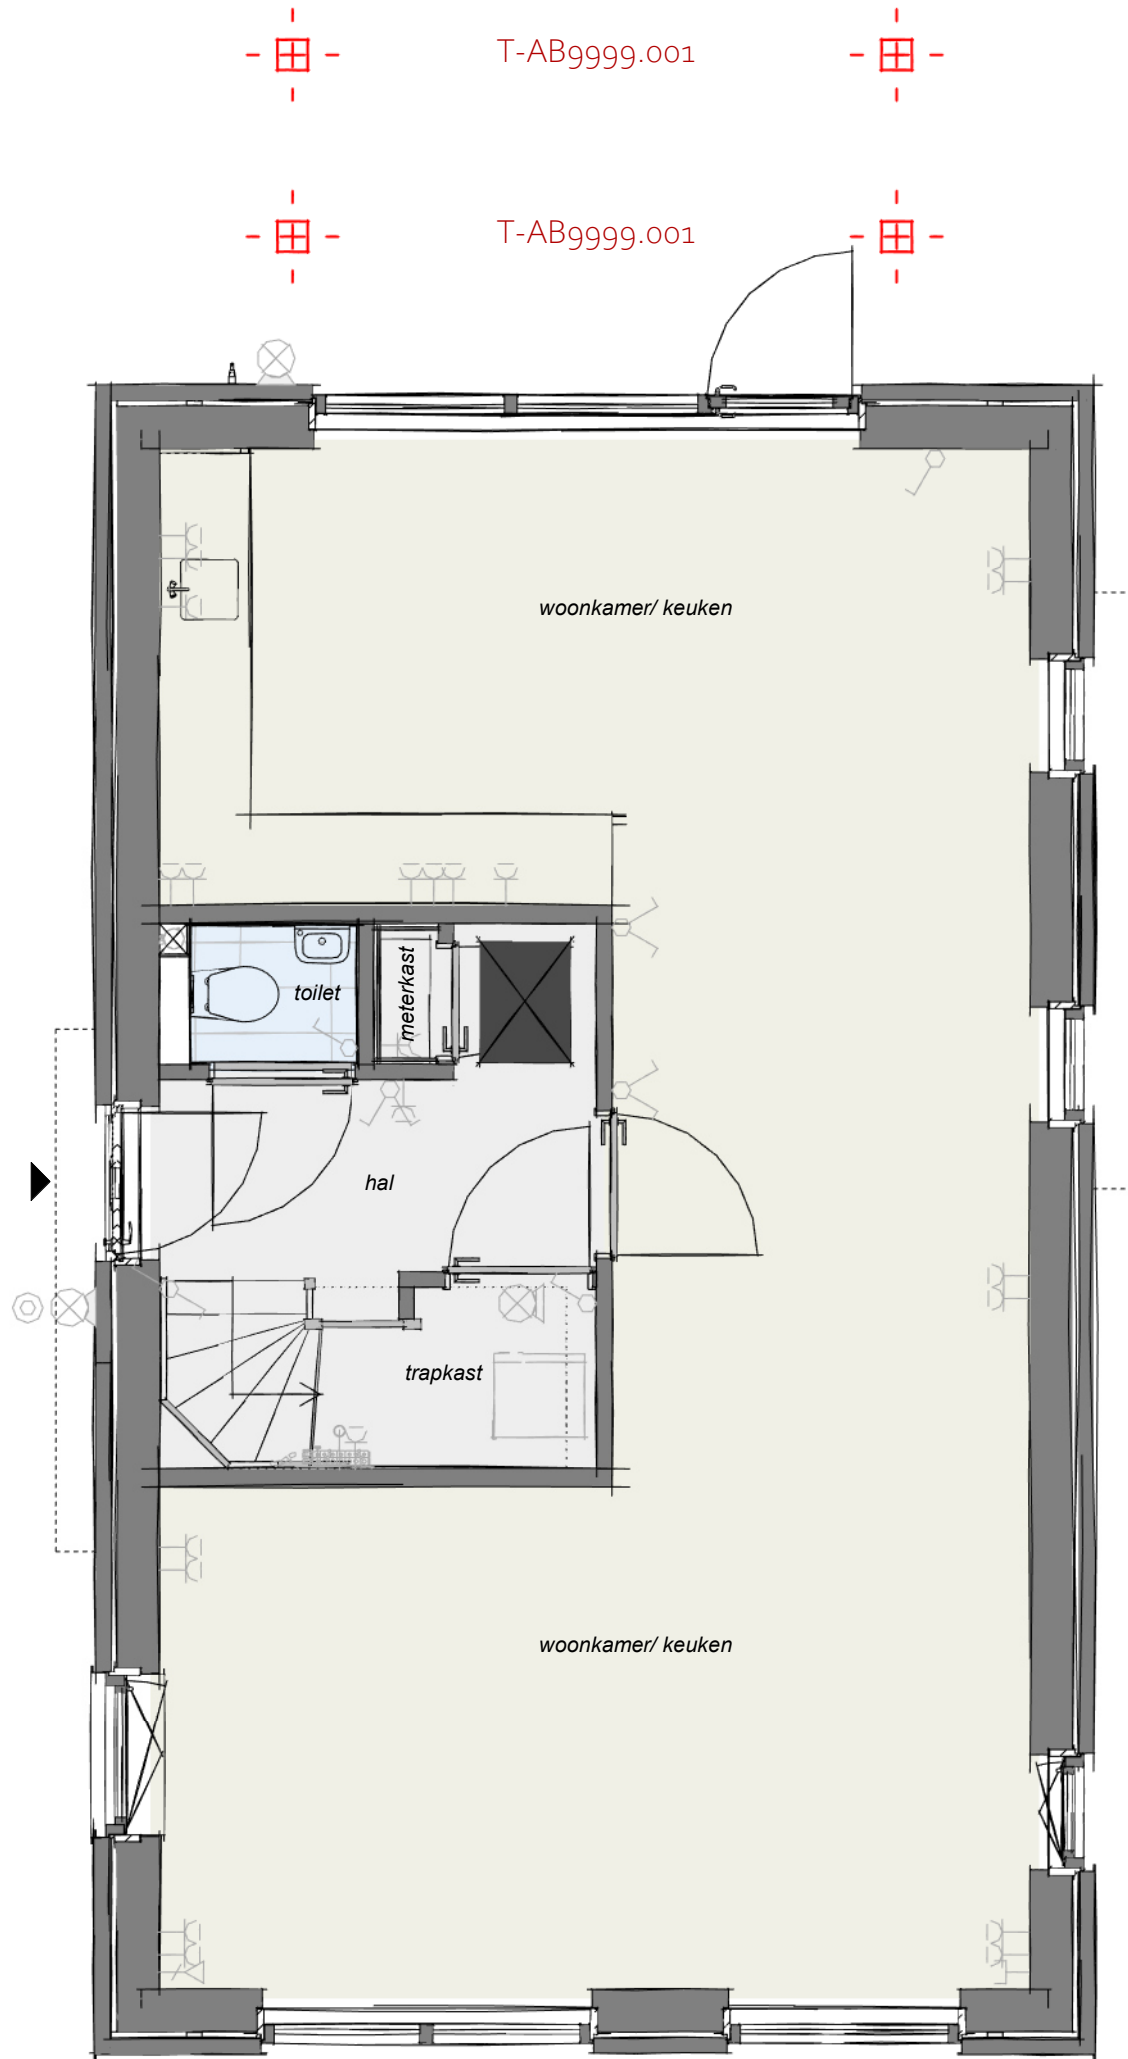 T-AB9999.001
T-AB9999.001
woonkamer/ keuken
toilet
meterkast
hal
trapkast
woonkamer/ keuken